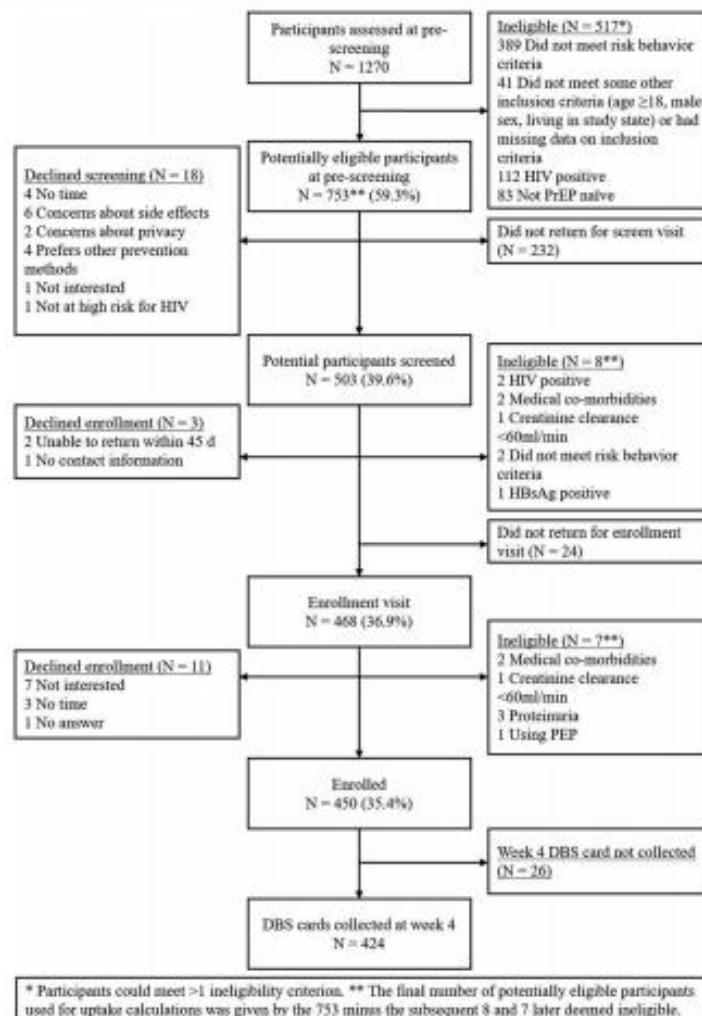 Participants assessed at pre-
screening
N = 1270
Ineligible (N = 517*)
389 Did not meet risk behavior
criteria
41 Did not meet some other
inclusion criteria (age ≥18, male
sex, living in study state) or had
missing data on inclusion
criteria
112 HIV positive
83 Not PrEP naïve
Potentially eligible participants
at pre-screening
N = 753** (59.3%)
Declined screening (N = 18)
4 No time
6 Concerns about side effects
2 Concerns about privacy
4 Prefers other prevention
methods
1 Not interested
1 Not at high risk for HIV
Did not return for screen visit
(N = 232)
Potential participants screened
N = 503 (39.6%)
Ineligible (N = 8**)
2 HIV positive
2 Medical co-morbidities
1 Creatinine clearance
<60ml/min
2 Did not meet risk behavior
criteria
1 HBsAg positive
Declined enrollment (N = 3)
2 Unable to return within 45 d
1 No contact information
Did not return for enrollment
visit (N = 24)
Enrollment visit
N = 468 (36.9%)
Ineligible (N = 7**)
2 Medical co-morbidities
1 Creatinine clearance
<60ml/min
3 Proteinuria
1 Using PEP
Declined enrollment (N = 11)
7 Not interested
3 No time
1 No answer
Enrolled
N = 450 (35.4%)
Week 4 DBS card not collected
(N = 26)
DBS cards collected at week 4
N = 424
* Participants could meet >1 ineligibility criterion. ** The final number of potentially eligible participants
used for uptake calculations was given by the 753 minus the subsequent 8 and 7 later deemed ineligible.